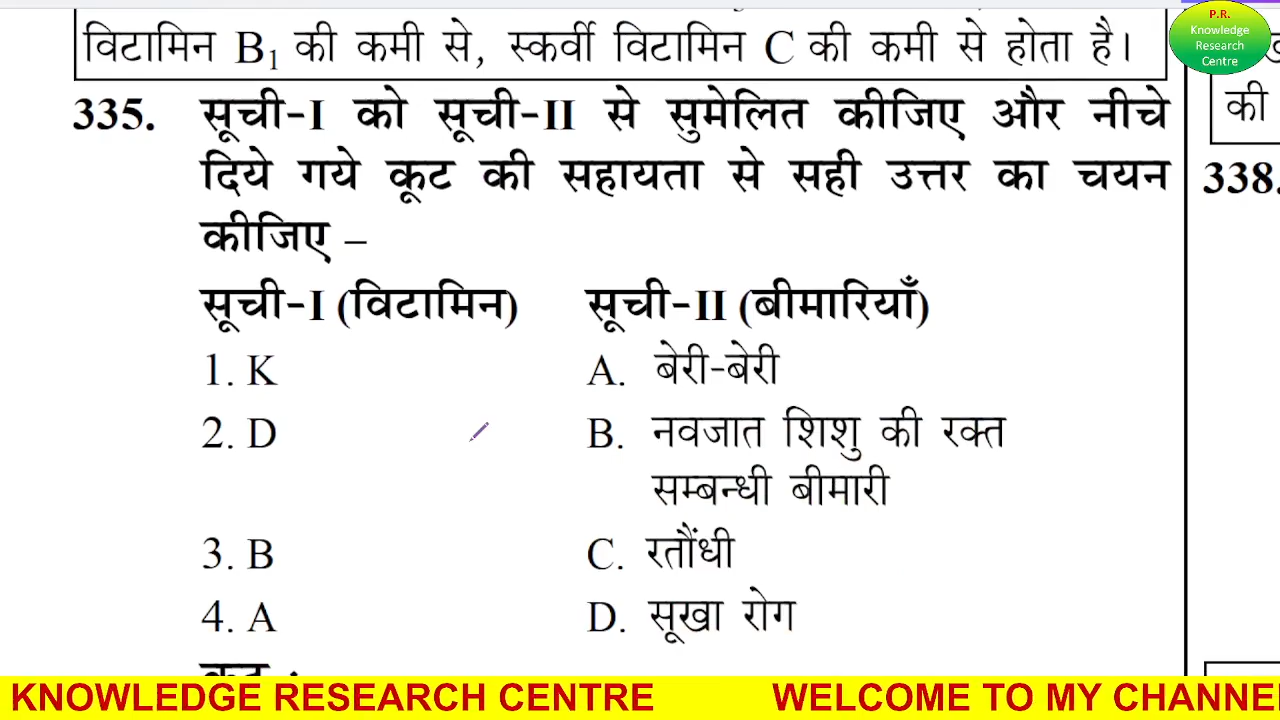 विटामिन B1 की कमी से, स्कर्वी विटामिन C की कमी से होता है।
P.R.
Knowledge
Research
Centre
की
335. सूची-I को सूची-II से सुमेलित कीजिए और नीचे
दिये गये कूट की सहायता से सही उत्तर का चयन
कीजिए –
338.
सूची-I (विटामिन) सूची-II (बीमारियाँ)
1. K A. बेरी-बेरी
2. D B. नवजात शिशु की रक्त
सम्बन्धी बीमारी
3. B C. रतौंधी
4. A D. सूखा रोग
KNOWLEDGE RESEARCH CENTRE WELCOME TO MY CHANNE